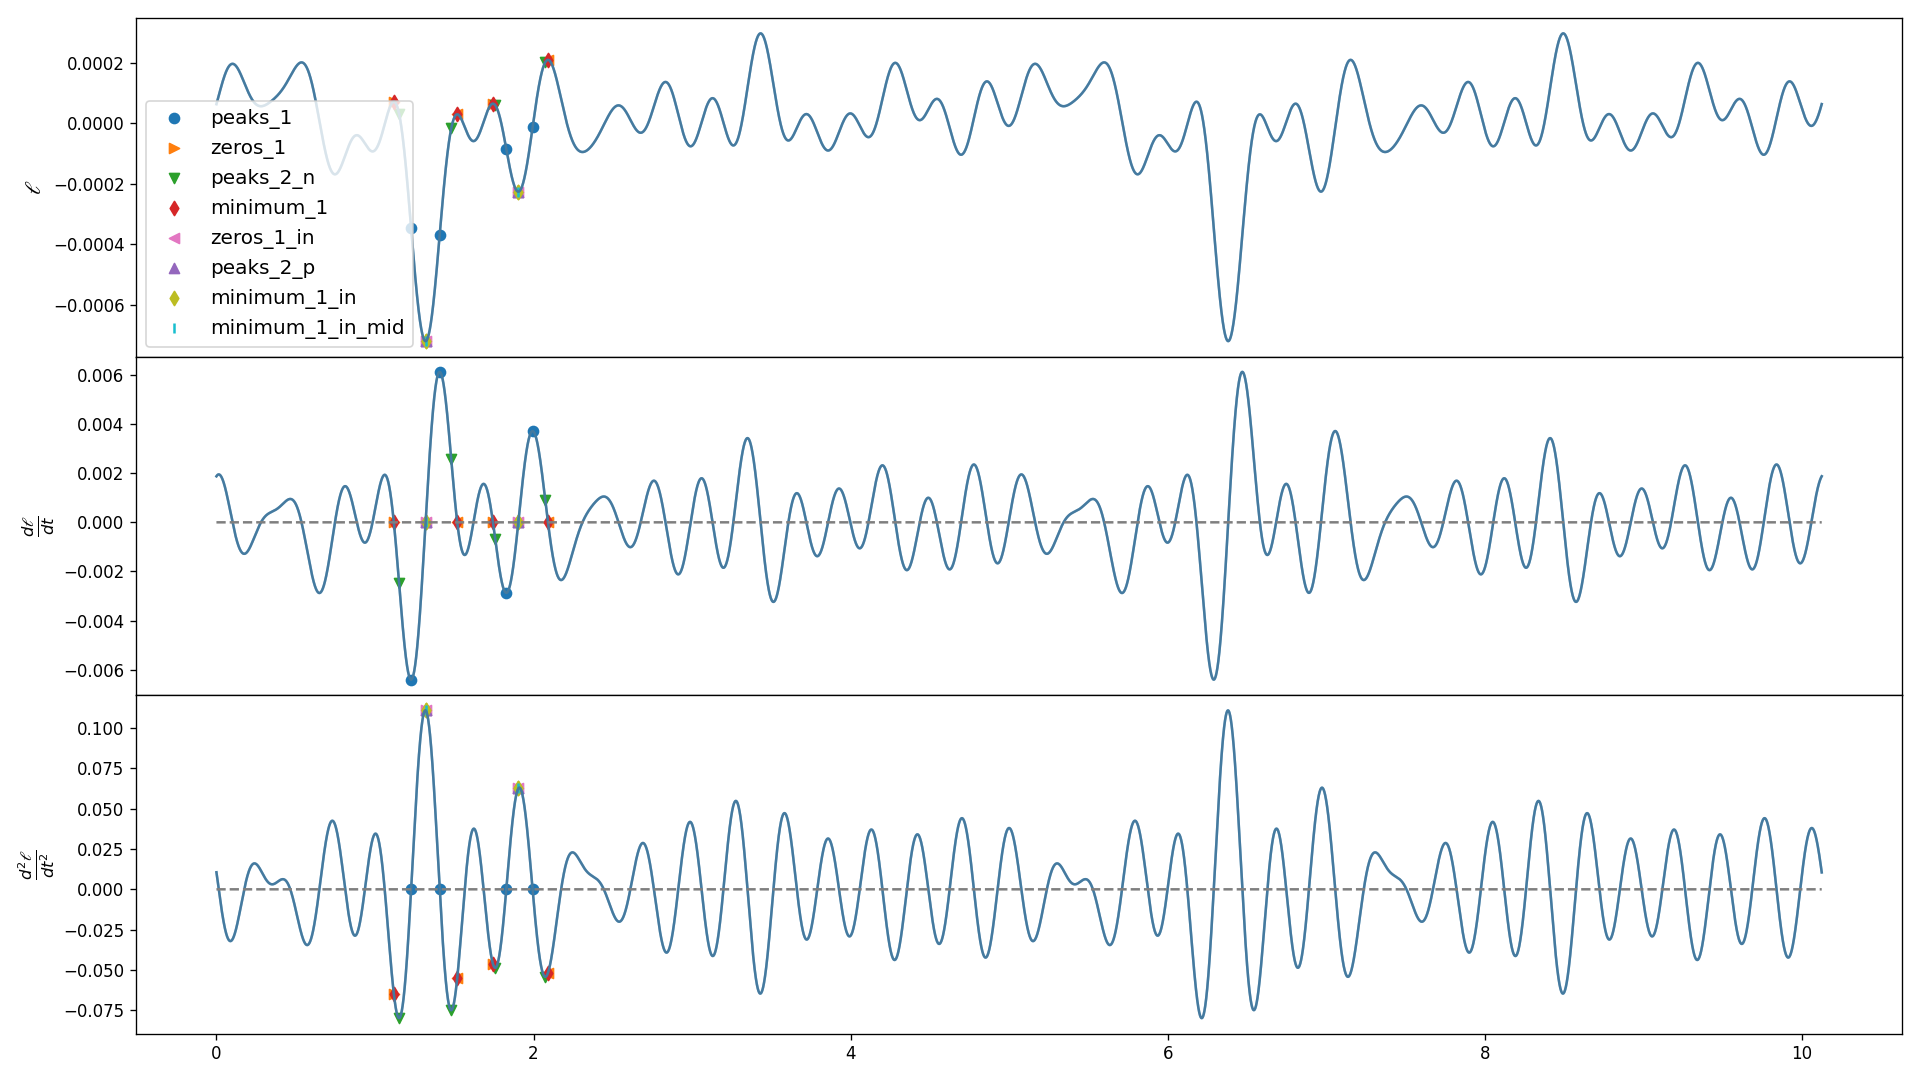 0.0002
0.0000
−0.0002
−0.0004
−0.0006
ℓ
peaks_1
zeros_1
peaks_2_n
minimum_1
zeros_1_in
peaks_2_p
minimum_1_in
minimum_1_in_mid
0.006
0.004
0.002
0.000
−0.002
−0.004
−0.006
dℓ/dt
0.100
0.075
0.050
0.025
0.000
−0.025
−0.050
−0.075
d²ℓ/dt²
0 2 4 6 8 10